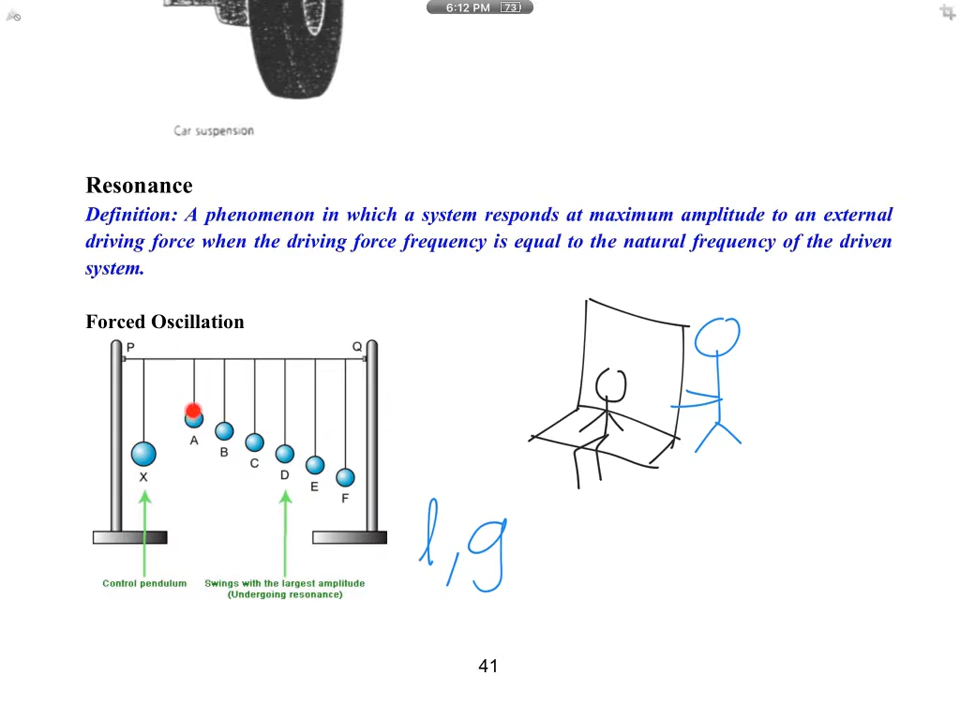 6:12 PM 73
Car suspension
Resonance
Definition: A phenomenon in which a system responds at maximum amplitude to an external
driving force when the driving force frequency is equal to the natural frequency of the driven
system.
Forced Oscillation
P Q
A
B
C
X D
E
F
l, g
Control pendulum Swings with the largest amplitude
(Undergoing resonance)
41